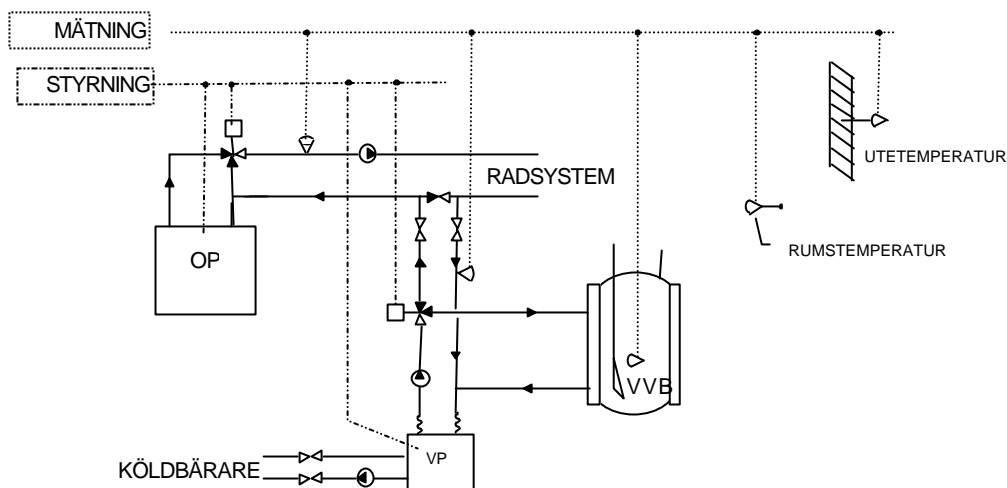 MÄTNING
STYRNING
UTETEMPERATUR
RADSYSTEM
RUMSTEMPERATUR
OP
VVB
VP
KÖLDBÄRARE